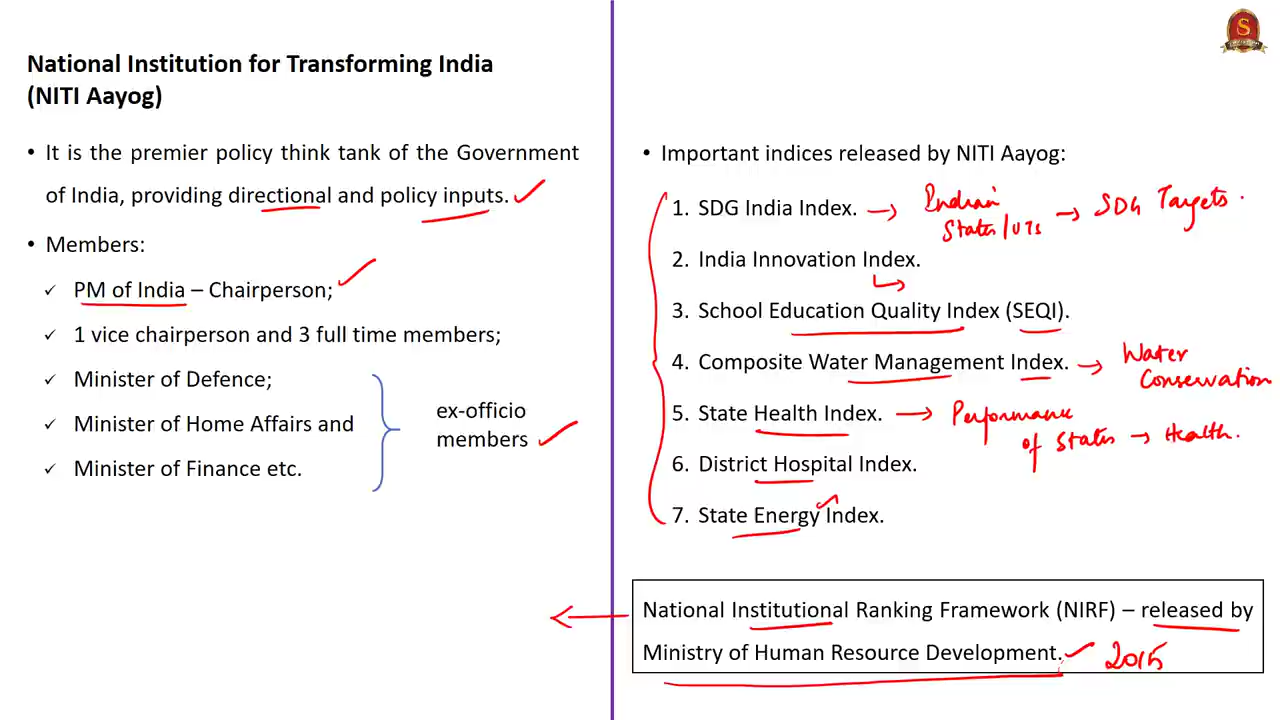 S
National Institution for Transforming India
(NITI Aayog)
• It is the premier policy think tank of the Government
of India, providing directional and policy inputs.
• Members:
✓ PM of India – Chairperson;
✓ 1 vice chairperson and 3 full time members;
✓ Minister of Defence;
✓ Minister of Home Affairs and
✓ Minister of Finance etc.
ex-officio
members
• Important indices released by NITI Aayog:
1. SDG India Index. → Indian States/UTs → SDG Targets.
2. India Innovation Index.
3. School Education Quality Index (SEQI).
4. Composite Water Management Index. → Water Conservation
5. State Health Index. → Performance of States → Health.
6. District Hospital Index.
7. State Energy Index.
National Institutional Ranking Framework (NIRF) – released by
Ministry of Human Resource Development. 2015